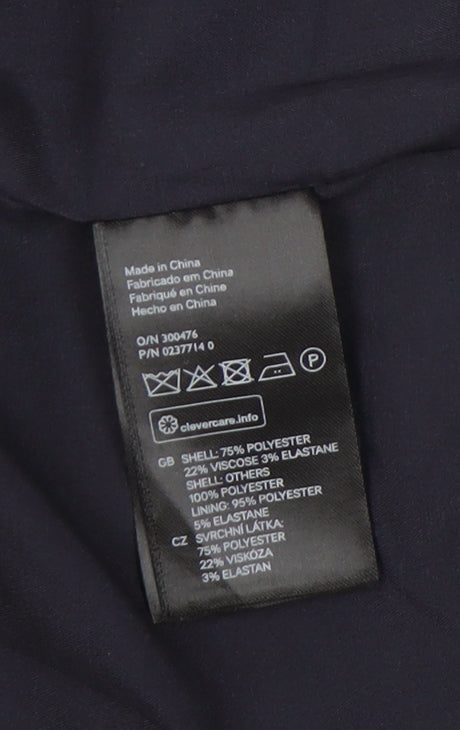 Made in China
Fabricado em China
Fabriqué en Chine
Hecho en China
O/N 300476
P/N 0237714 0
P
clevercare.info
GB SHELL: 75% POLYESTER
22% VISCOSE 3% ELASTANE
SHELL: OTHERS
100% POLYESTER
LINING: 95% POLYESTER
5% ELASTANE
CZ SVRCHNÍ LÁTKA:
75% POLYESTER
22% VISKÓZA
3% ELASTAN